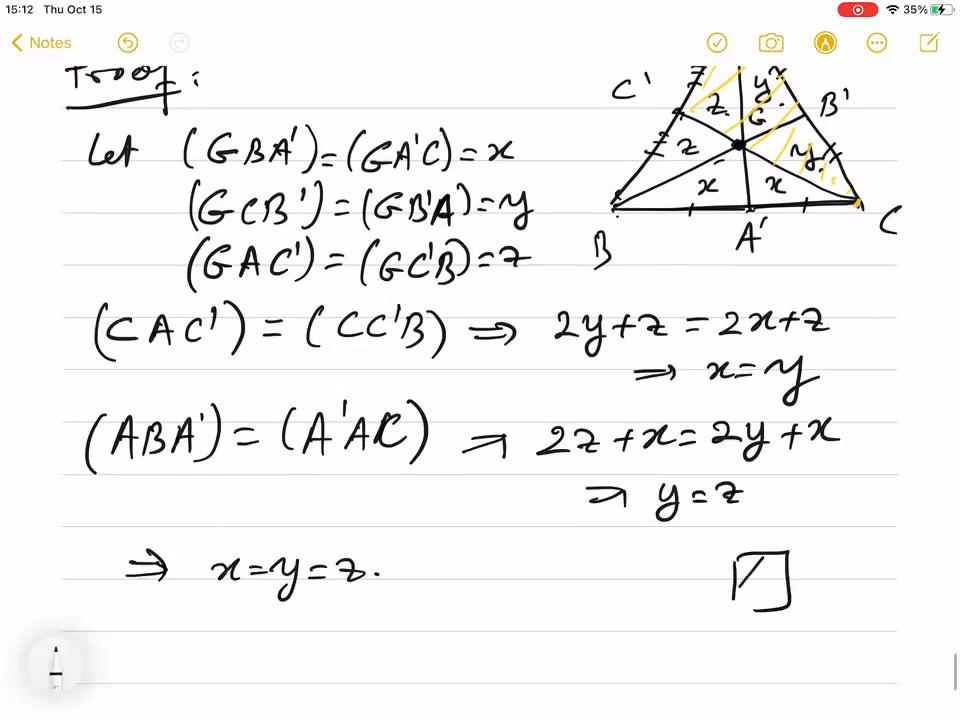 15:12 Thu Oct 15 35%
Notes
Proof:
C' z y G B'
Let (GBA') = (GA'C) = x
z y
x x
(GCB') = (GB'A) = y
B A' C
(GAC') = (GC'B) = z
(CAC') = (CC'B) ⇒ 2y+z = 2x+z
⇒ x = y
(ABA') = (A'AC) ⇒ 2z+x = 2y+x
⇒ y = z
⇒ x=y=z.